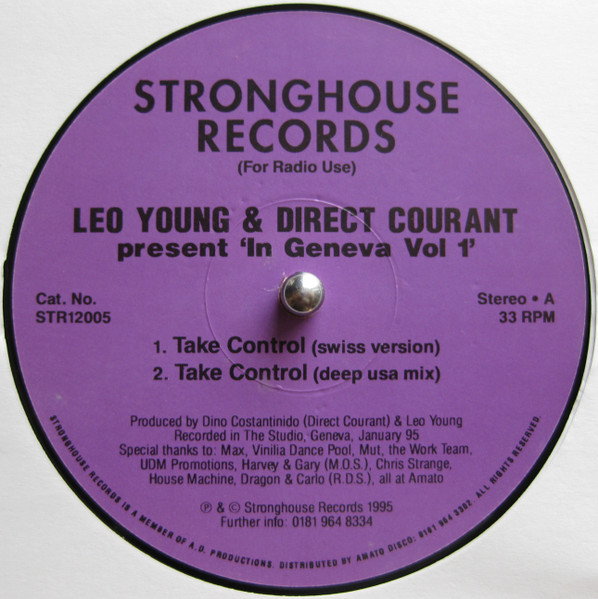 STRONGHOUSE
RECORDS
(For Radio Use)
LEO YOUNG & DIRECT COURANT
present ‘In Geneva Vol 1’
Cat. No.
STR12005
Stereo • A
33 RPM
1. Take Control (swiss version)
2. Take Control (deep usa mix)
Produced by Dino Costantinido (Direct Courant) & Leo Young
Recorded in The Studio, Geneva, January 95
Special thanks to: Max, Vinilia Dance Pool, Mut, the Work Team,
UDM Promotions, Harvey & Gary (M.O.S.), Chris Strange,
House Machine, Dragon & Carlo (R.D.S.), all at Amato
℗ & © Stronghouse Records 1995
Further info: 0181 964 8334
STRONGHOUSE RECORDS IS A MEMBER OF A.D. PRODUCTIONS. DISTRIBUTED BY AMATO DISCO: 0181 964 3302. ALL RIGHTS RESERVED.